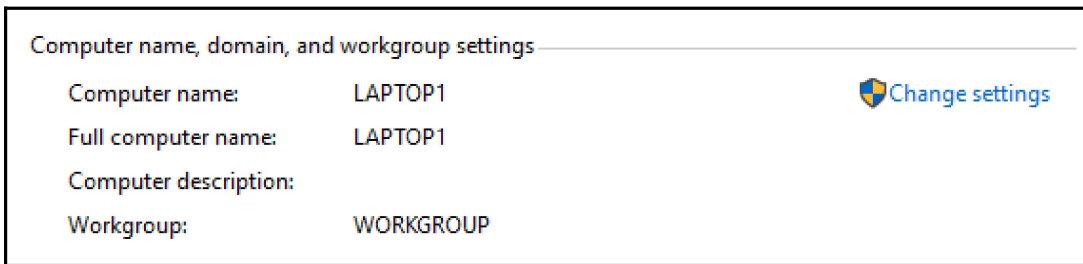 Computer name, domain, and workgroup settings
Computer name: LAPTOP1 Change settings
Full computer name: LAPTOP1
Computer description:
Workgroup: WORKGROUP